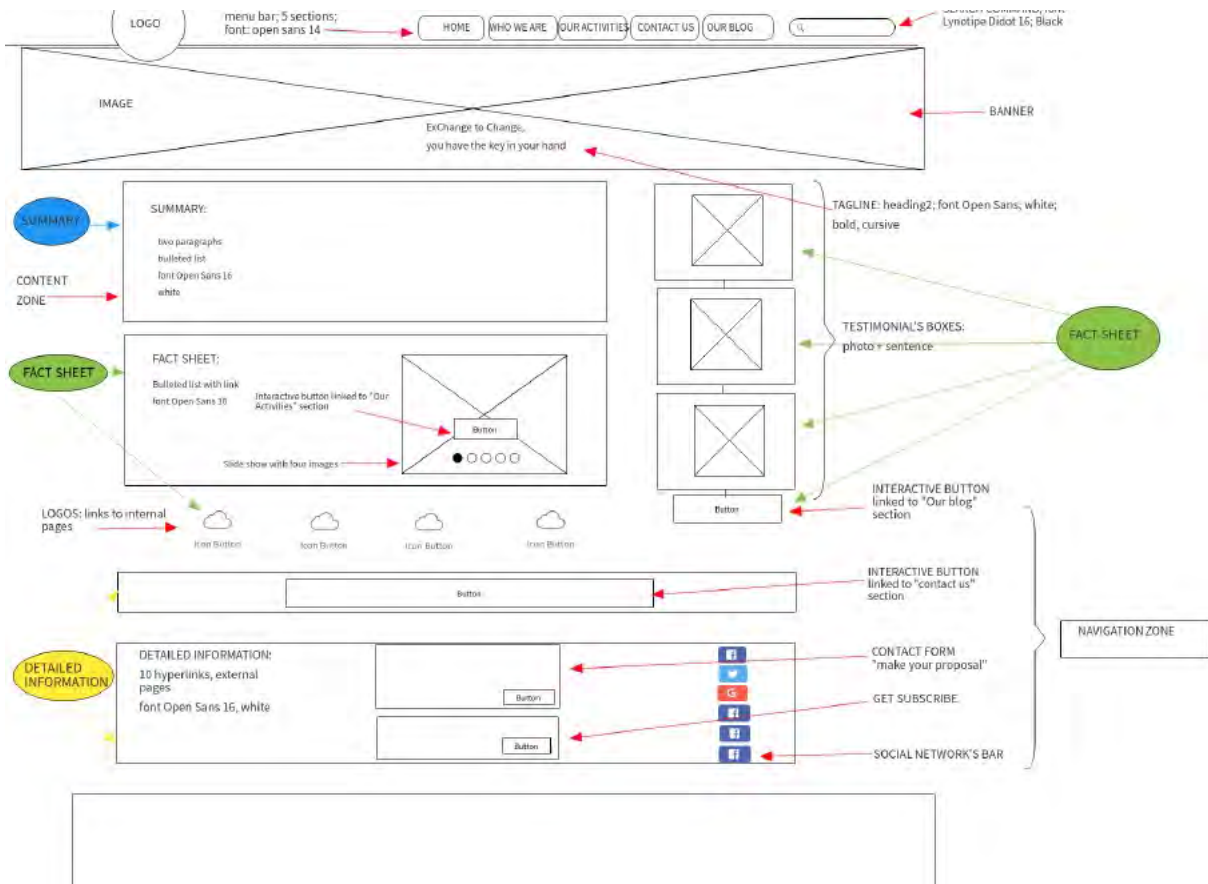 LOGO
menu bar; 5 sections;
font:: open sans 14
HOME
WHO WE ARE
OUR ACTIVITIES
CONTACT US
OUR BLOG
Lynotipe Didot 16; Black
IMAGE
ExChange to Change,
you have the key in your hand
BANNER
SUMMARY
SUMMARY:
two paragraphs
bulleted list
font Open Sans 16
white
CONTENT
ZONE
TAGLINE: heading2; font Open Sans; white;
bold, cursive
TESTIMONIAL'S BOXES:
photo + sentence
FACT-SHEET
FACT SHEET
FACT SHEET:
Bulleted list with link
font Open Sans 16
Interactive button linked to "Our
Activities" section
Button
Slide show with four images
INTERACTIVE BUTTON
linked to "Our blog"
section
Button
LOGOS: links to internal
pages
Icon Button
Icon Button
Icon Button
Icon Button
INTERACTIVE BUTTON
linked to "contact us"
section
Button
NAVIGATION ZONE
DETAILED
INFORMATION
DETAILED INFORMATION:
10 hyperlinks, external
pages
font Open Sans 16, white
Button
Button
CONTACT FORM
"make your proposal"
GET SUBSCRIBE.
SOCIAL NETWORK'S BAR